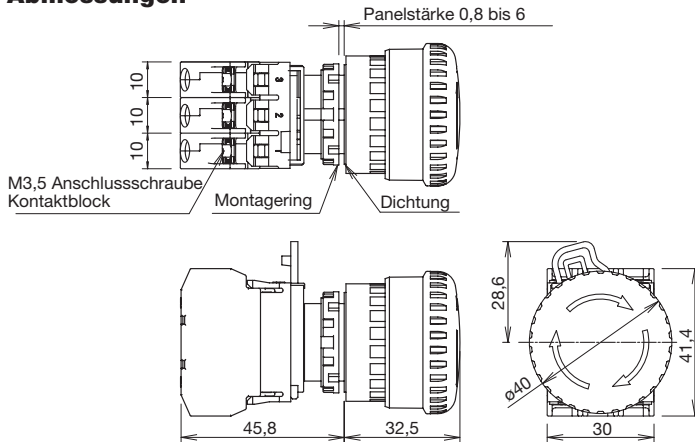 Panelstärke 0,8 bis 6
10
10
10
3
2
1
M3,5 Anschlussschraube
Kontaktblock
Montagering
Dichtung
28,6
ø40
41,4
45,8
32,5
30